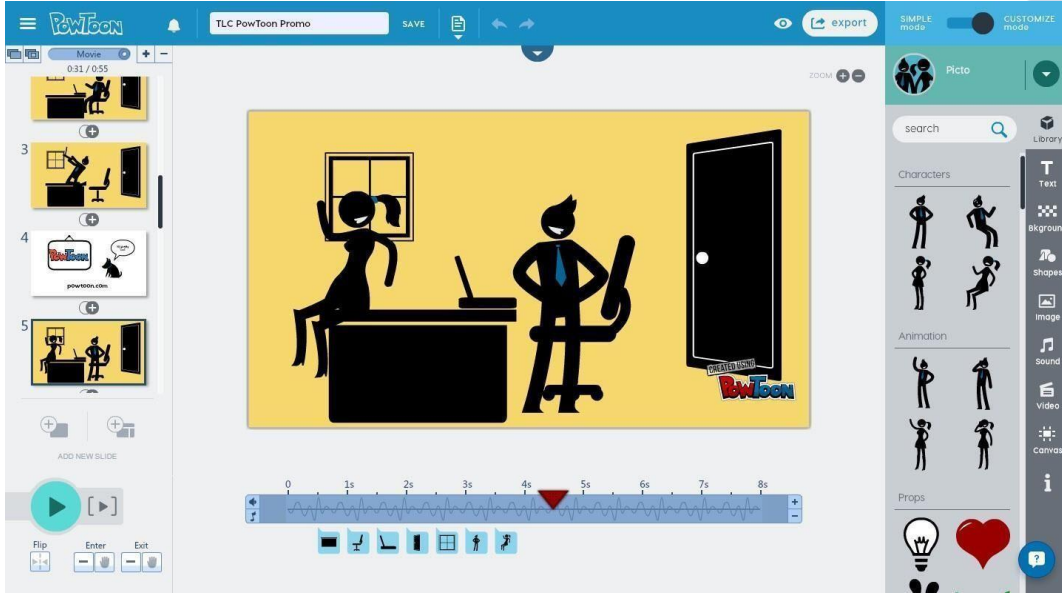 PowToon
TLC PowToon Promo
SAVE
export
SIMPLE
mode
CUSTOMIZE
mode
Movie
0:31 / 0:55
3
4
PowToon
powtoon.com
5
ADD NEW SLIDE
Flip
Enter
Exit
ZOOM
CREATED USING
PowToon
0
1s
2s
3s
4s
5s
6s
7s
8s
Picto
search
Characters
Animation
Props
Library
Text
Bkgroun
Shapes
Image
Sound
Video
Canvas